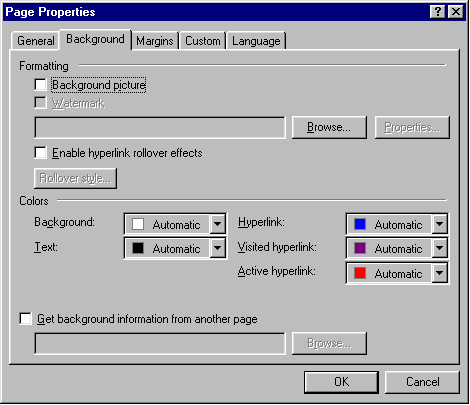 Page Properties
General Background Margins Custom Language
Formatting
Background picture
Watermark
Browse... Properties...
Enable hyperlink rollover effects
Rollover style...
Colors
Background: Automatic Hyperlink: Automatic
Text: Automatic Visited hyperlink: Automatic
Active hyperlink: Automatic
Get background information from another page
Browse...
OK Cancel